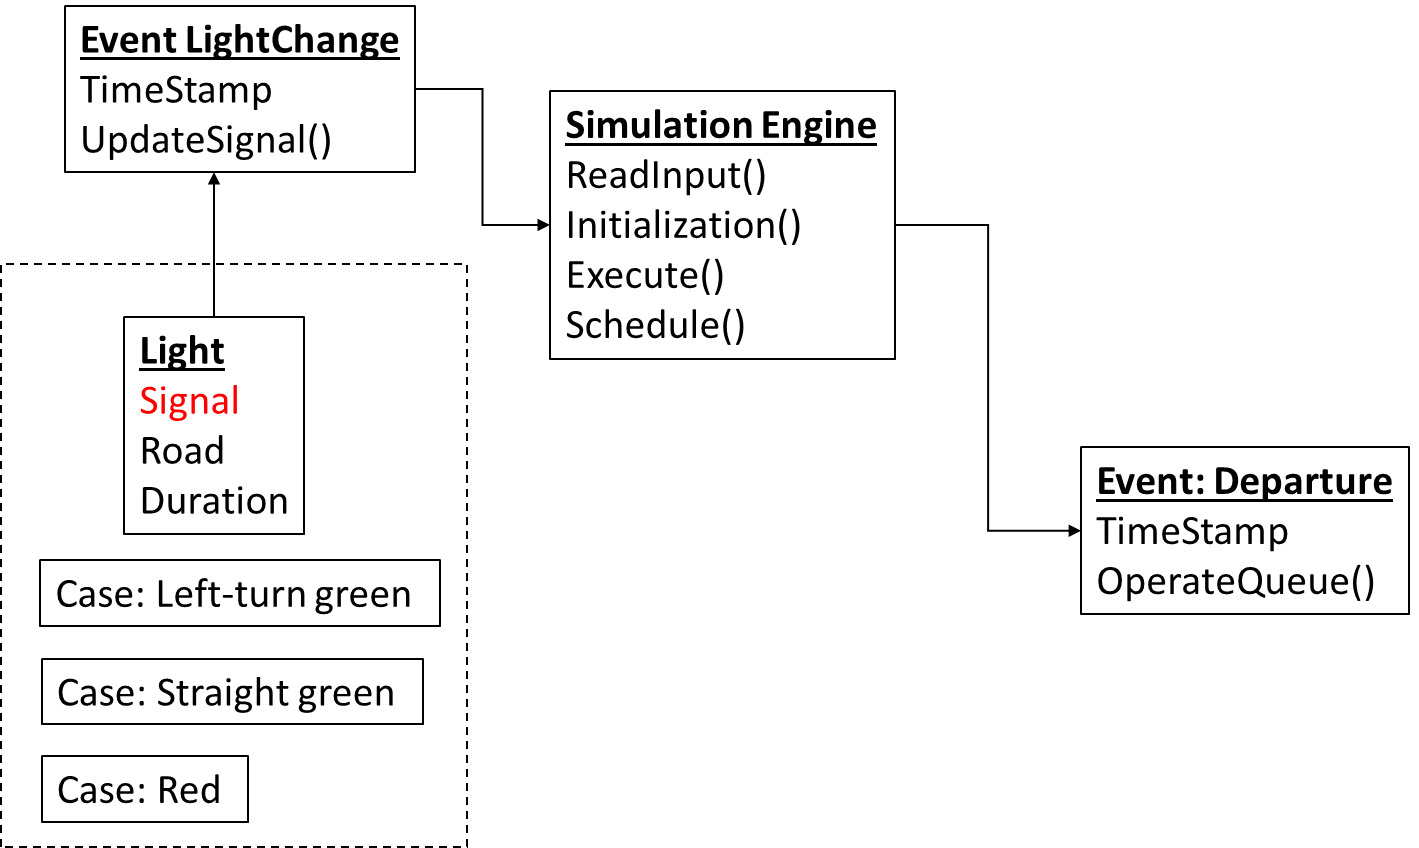 Event LightChange
TimeStamp
UpdateSignal()
Simulation Engine
ReadInput()
Initialization()
Execute()
Schedule()
Light
Signal
Road
Duration
Case: Left-turn green
Case: Straight green
Case: Red
Event: Departure
TimeStamp
OperateQueue()